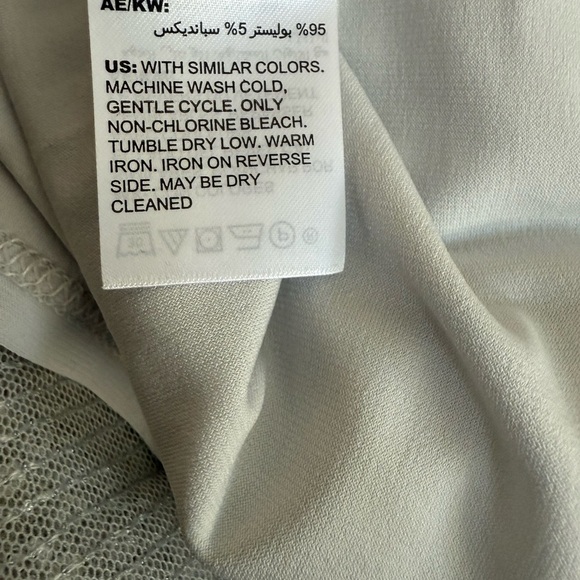 AE/KW:
%95 بوليستر 5% سبانديكس
US: WITH SIMILAR COLORS.
MACHINE WASH COLD,
GENTLE CYCLE. ONLY
NON-CHLORINE BLEACH.
TUMBLE DRY LOW. WARM
IRON. IRON ON REVERSE
SIDE. MAY BE DRY
CLEANED